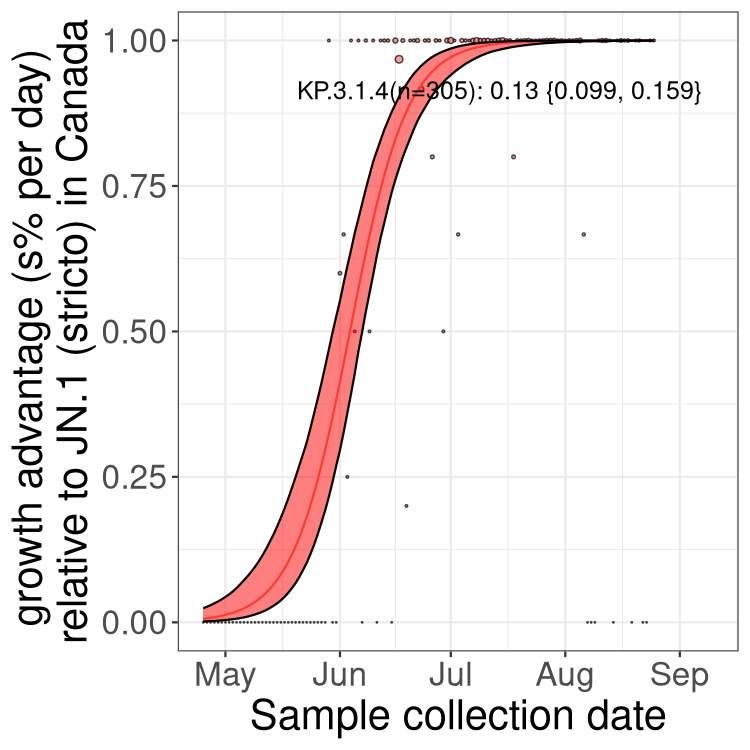 growth advantage (s% per day)
relative to JN.1 (stricto) in Canada
1.00
0.75
0.50
0.25
0.00
KP.3.1.4(n=305): 0.13 {0.099, 0.159}
May Jun Jul Aug Sep
Sample collection date